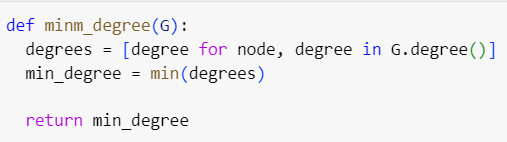 def minm_degree(G):
  degrees = [degree for node, degree in G.degree()]
  min_degree = min(degrees)

  return min_degree